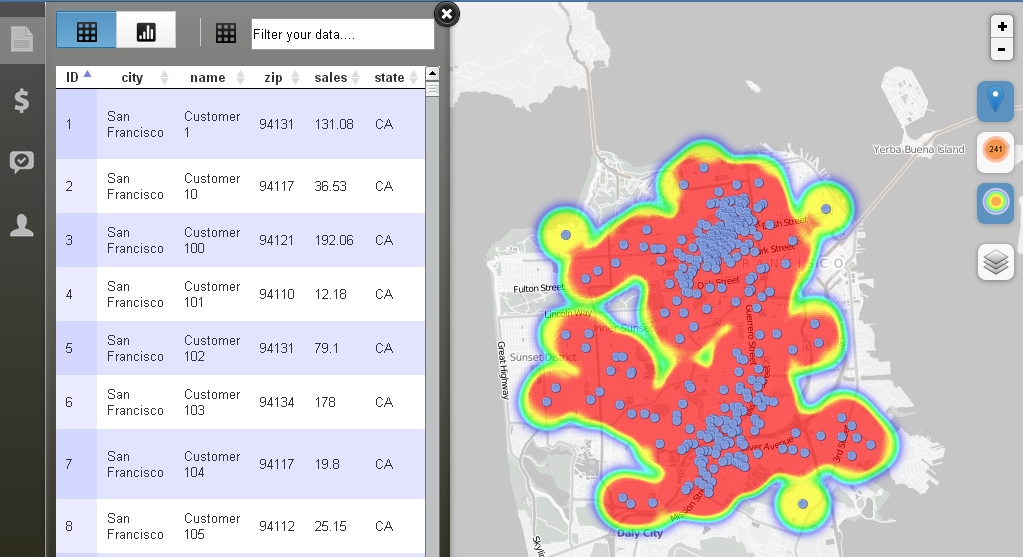 Filter your data....
ID city name zip sales state
1 San Francisco Customer 1 94131 131.08 CA
2 San Francisco Customer 10 94117 36.53 CA
3 San Francisco Customer 100 94121 192.06 CA
4 San Francisco Customer 101 94110 12.18 CA
5 San Francisco Customer 102 94131 79.1 CA
6 San Francisco Customer 103 94134 178 CA
7 San Francisco Customer 104 94117 19.8 CA
8 San Francisco Customer 105 94112 25.15 CA
+
-
241
Yerba Buena Island
Fulton Street
Lincoln Way
Inner Sunset
Sunset District
Great Highway
Guerrero Street
3rd Street
Mission Str
Daly City